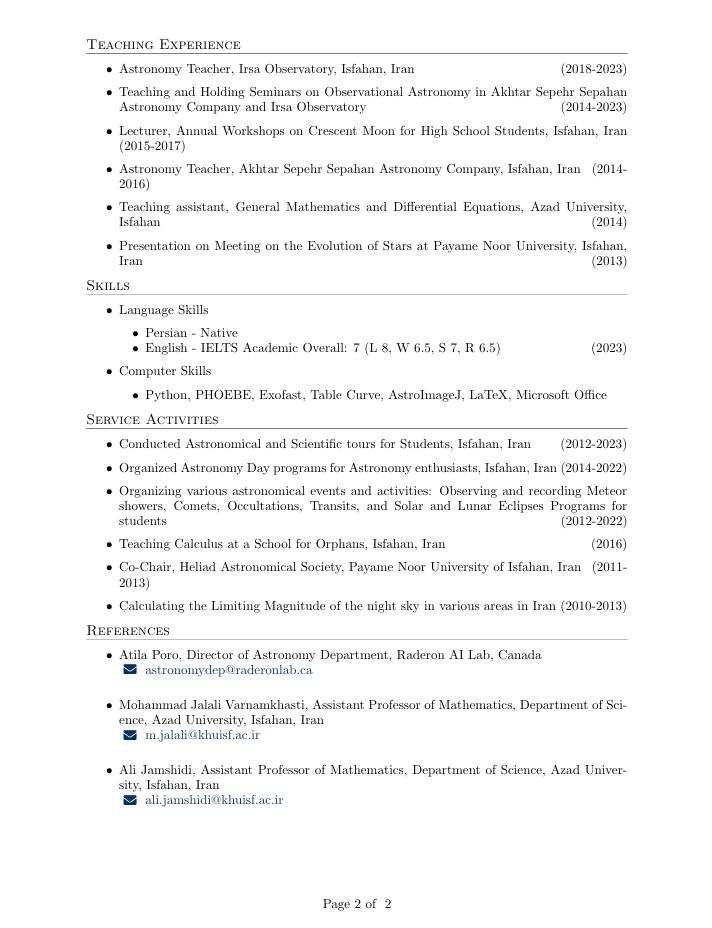 Teaching Experience
• Astronomy Teacher, Irsa Observatory, Isfahan, Iran (2018-2023)
• Teaching and Holding Seminars on Observational Astronomy in Akhtar Sepehr Sepahan
Astronomy Company and Irsa Observatory (2014-2023)
• Lecturer, Annual Workshops on Crescent Moon for High School Students, Isfahan, Iran
(2015-2017)
• Astronomy Teacher, Akhtar Sepehr Sepahan Astronomy Company, Isfahan, Iran (2014-
2016)
• Teaching assistant, General Mathematics and Differential Equations, Azad University,
Isfahan (2014)
• Presentation on Meeting on the Evolution of Stars at Payame Noor University, Isfahan,
Iran (2013)
Skills
• Language Skills
• Persian - Native
• English - IELTS Academic Overall: 7 (L 8, W 6.5, S 7, R 6.5) (2023)
• Computer Skills
• Python, PHOEBE, Exofast, Table Curve, AstroImageJ, LaTeX, Microsoft Office
Service Activities
• Conducted Astronomical and Scientific tours for Students, Isfahan, Iran (2012-2023)
• Organized Astronomy Day programs for Astronomy enthusiasts, Isfahan, Iran (2014-2022)
• Organizing various astronomical events and activities: Observing and recording Meteor
showers, Comets, Occultations, Transits, and Solar and Lunar Eclipses Programs for
students (2012-2022)
• Teaching Calculus at a School for Orphans, Isfahan, Iran (2016)
• Co-Chair, Heliad Astronomical Society, Payame Noor University of Isfahan, Iran (2011-
2013)
• Calculating the Limiting Magnitude of the night sky in various areas in Iran (2010-2013)
References
• Atila Poro, Director of Astronomy Department, Raderon AI Lab, Canada
astronomydep@raderonlab.ca
• Mohammad Jalali Varnamkhasti, Assistant Professor of Mathematics, Department of Sci-
ence, Azad University, Isfahan, Iran
m.jalali@khuisf.ac.ir
• Ali Jamshidi, Assistant Professor of Mathematics, Department of Science, Azad Univer-
sity, Isfahan, Iran
ali.jamshidi@khuisf.ac.ir
Page 2 of 2